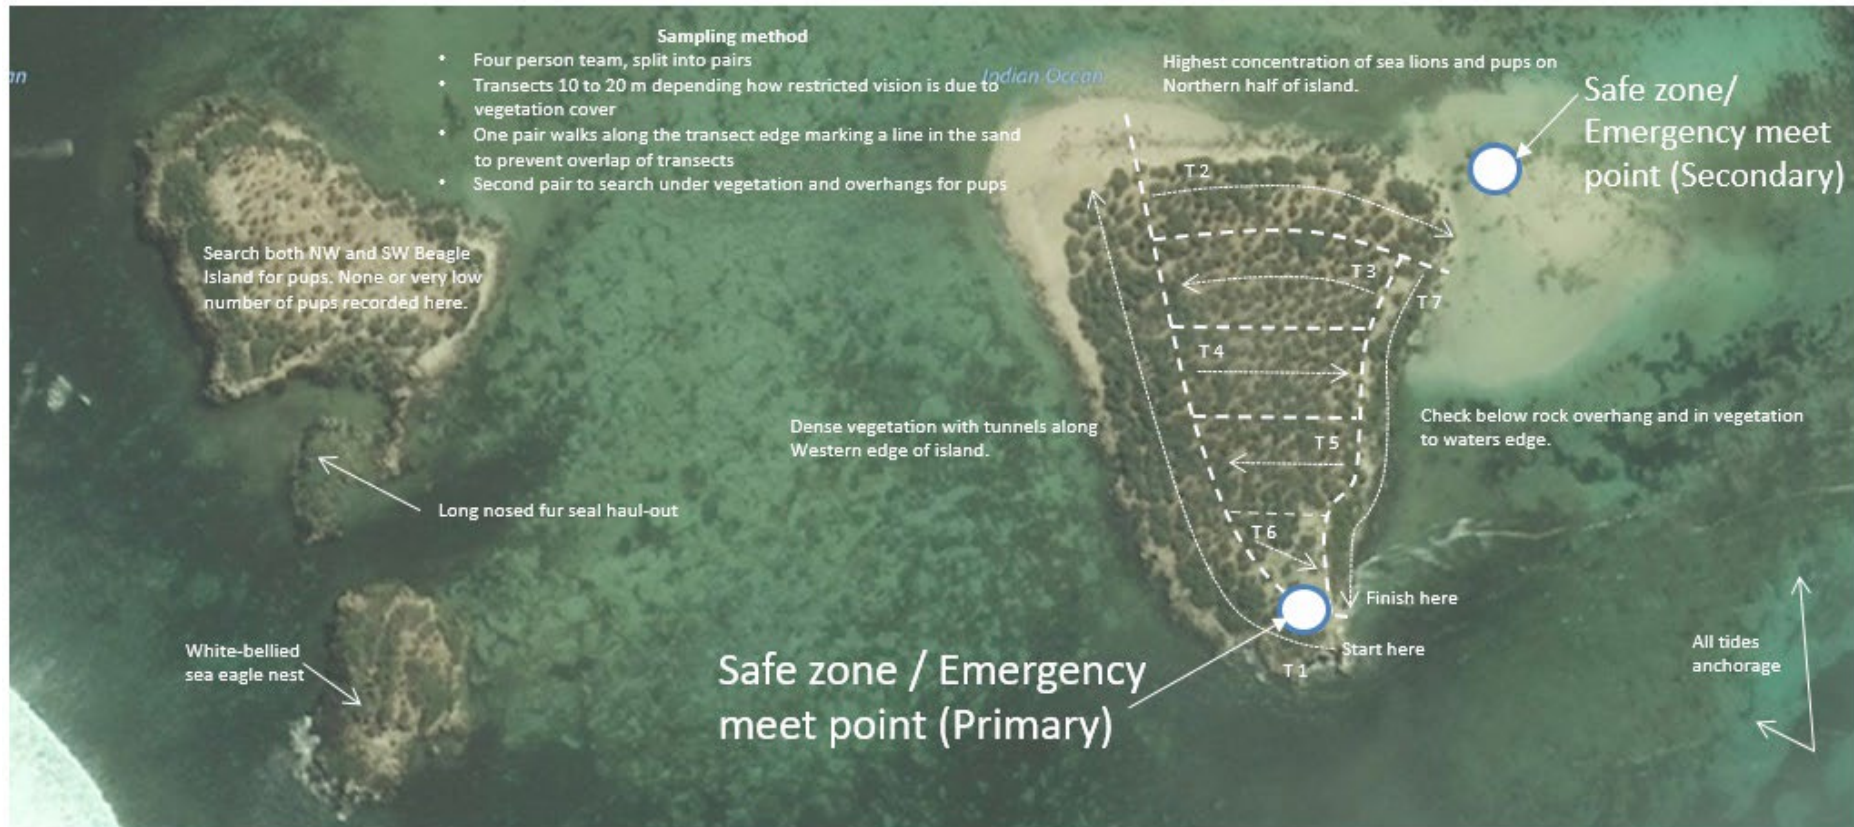 an
Sampling method
• Four person team, split into pairs
• Transects 10 to 20 m depending how restricted vision is due to
vegetation cover
• One pair walks along the transect edge marking a line in the sand
to prevent overlap of transects
• Second pair to search under vegetation and overhangs for pups
Indian Ocean
Highest concentration of sea lions and pups on
Northern half of island.
Safe zone/
Emergency meet
point (Secondary)
Search both NW and SW Beagle
Island for pups. None or very low
number of pups recorded here.
T 2
T 3
T 7
T 4
Dense vegetation with tunnels along
Western edge of island.
T 5
Check below rock overhang and in vegetation
to waters edge.
Long nosed fur seal haul-out
T 6
Finish here
Start here
T 1
White-bellied
sea eagle nest
Safe zone / Emergency
meet point (Primary)
All tides
anchorage